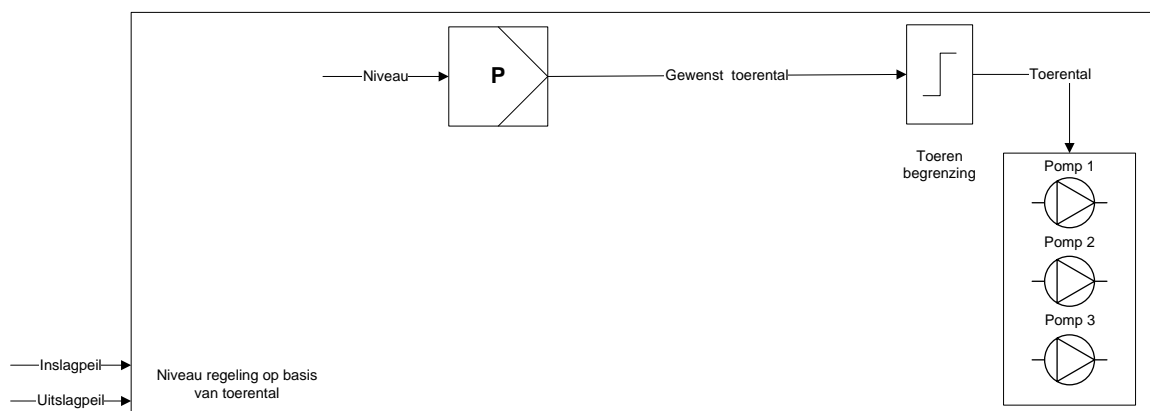 Niveau
P
Gewenst toerental
Toerental
Toeren
begrenzing
Pomp 1
Pomp 2
Pomp 3
Inslagpeil
Uitslagpeil
Niveau regeling op basis
van toerental